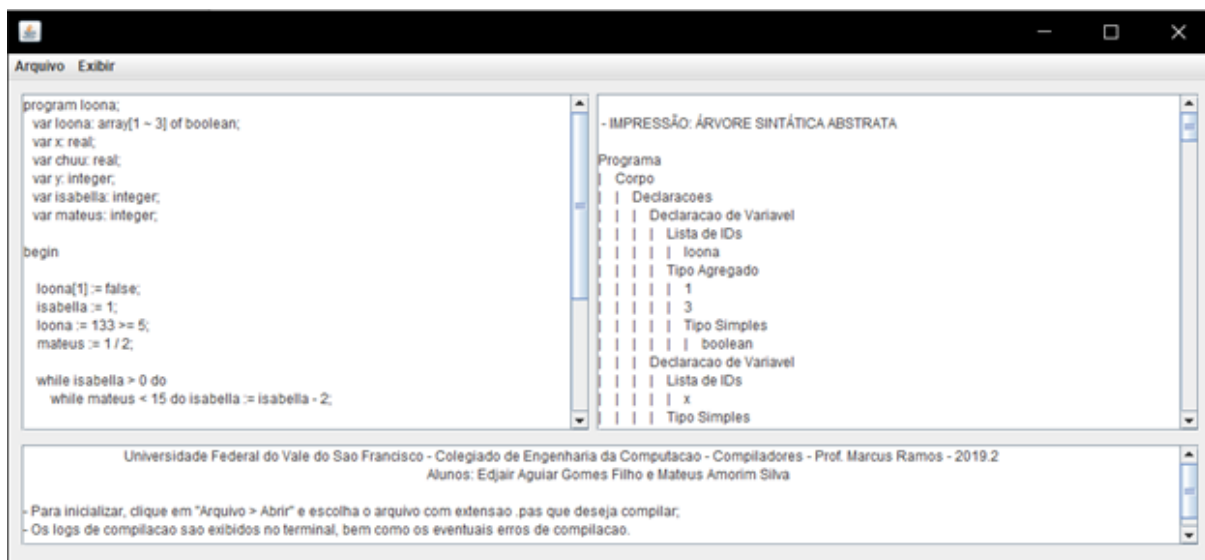 Arquivo Exibir
program loona;
var loona: array[1 ~ 3] of boolean;
var x: real;
var chuu: real;
var y: integer;
var isabella: integer;
var mateus: integer;
begin
loona[1] := false;
isabella := 1;
loona := 133 >= 5;
mateus := 1 / 2;
while isabella > 0 do
while mateus < 15 do isabella := isabella - 2;
- IMPRESSÃO: ÁRVORE SINTÁTICA ABSTRATA
Programa
| Corpo
| | Declaracoes
| | | Declaracao de Variavel
| | | | Lista de IDs
| | | | | loona
| | | | Tipo Agregado
| | | | | 1
| | | | | 3
| | | | | Tipo Simples
| | | | | | boolean
| | | Declaracao de Variavel
| | | | Lista de IDs
| | | | | x
| | | | Tipo Simples
Universidade Federal do Vale do Sao Francisco - Colegiado de Engenharia da Computacao - Compiladores - Prof. Marcus Ramos - 2019.2
Alunos: Edjair Aguiar Gomes Filho e Mateus Amorim Silva
- Para inicializar, clique em "Arquivo > Abrir" e escolha o arquivo com extensao .pas que deseja compilar;
- Os logs de compilacao sao exibidos no terminal, bem como os eventuais erros de compilacao.